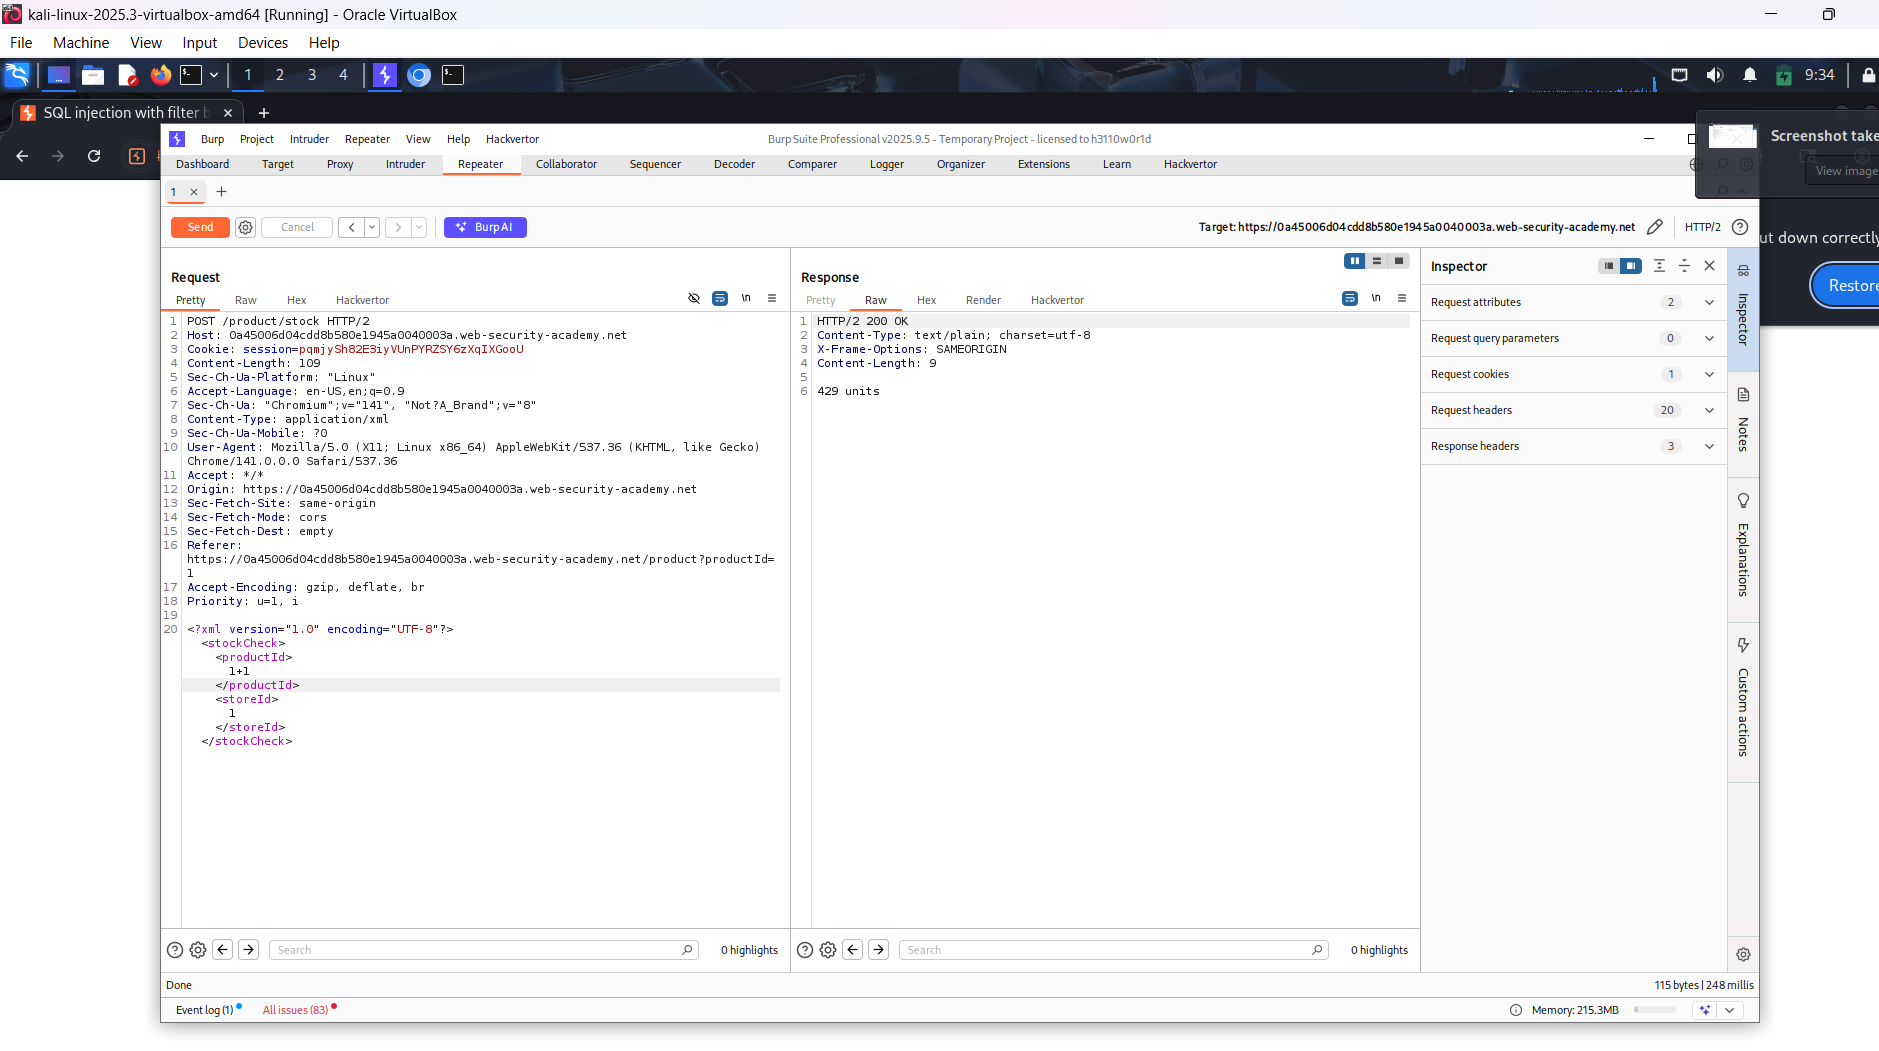 kali-linux-2025.3-virtualbox-amd64 [Running] - Oracle VirtualBox
File Machine View Input Devices Help
1 2 3 4 9:34
SQL injection with filter b
Screenshot take
View image
ut down correctly
Restore
Burp Project Intruder Repeater View Help Hackvertor Burp Suite Professional v2025.9.5 - Temporary Project - licensed to h3110w0r1d
Dashboard Target Proxy Intruder Repeater Collaborator Sequencer Decoder Comparer Logger Organizer Extensions Learn Hackvertor
1
Send Cancel Burp AI Target: https://0a45006d04cdd8b580e1945a0040003a.web-security-academy.net HTTP/2
Request
Pretty Raw Hex Hackvertor \n
1 POST /product/stock HTTP/2
2 Host: 0a45006d04cdd8b580e1945a0040003a.web-security-academy.net
3 Cookie: session=pqmjySh82E3iyVUnPYRZSY6zXqIXGooU
4 Content-Length: 109
5 Sec-Ch-Ua-Platform: "Linux"
6 Accept-Language: en-US,en;q=0.9
7 Sec-Ch-Ua: "Chromium";v="141", "Not?A_Brand";v="8"
8 Content-Type: application/xml
9 Sec-Ch-Ua-Mobile: ?0
10 User-Agent: Mozilla/5.0 (X11; Linux x86_64) AppleWebKit/537.36 (KHTML, like Gecko)
Chrome/141.0.0.0 Safari/537.36
11 Accept: */*
12 Origin: https://0a45006d04cdd8b580e1945a0040003a.web-security-academy.net
13 Sec-Fetch-Site: same-origin
14 Sec-Fetch-Mode: cors
15 Sec-Fetch-Dest: empty
16 Referer:
https://0a45006d04cdd8b580e1945a0040003a.web-security-academy.net/product?productId=
1
17 Accept-Encoding: gzip, deflate, br
18 Priority: u=1, i
19
20 <?xml version="1.0" encoding="UTF-8"?>
<stockCheck>
<productId>
1+1
</productId>
<storeId>
1
</storeId>
</stockCheck>
Search 0 highlights
Response
Pretty Raw Hex Render Hackvertor \n
1 HTTP/2 200 OK
2 Content-Type: text/plain; charset=utf-8
3 X-Frame-Options: SAMEORIGIN
4 Content-Length: 9
5
6 429 units
Search 0 highlights
Inspector
Request attributes 2
Request query parameters 0
Request cookies 1
Request headers 20
Response headers 3
Inspector
Notes
Explanations
Custom actions
Done 115 bytes | 248 millis
Event log (1) All issues (83) Memory: 215.3MB